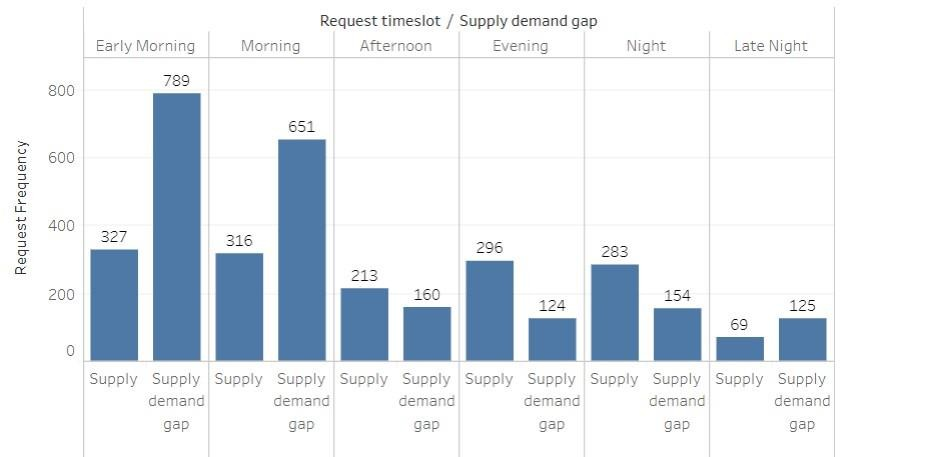 Request timeslot / Supply demand gap
Early Morning Morning Afternoon Evening Night Late Night
Request Frequency
800
600
400
200
0
327 789 316 651 213 160 296 124 283 154 69 125
Supply Supply Supply Supply Supply Supply Supply Supply Supply Supply Supply Supply
demand demand demand demand demand demand
gap gap gap gap gap gap